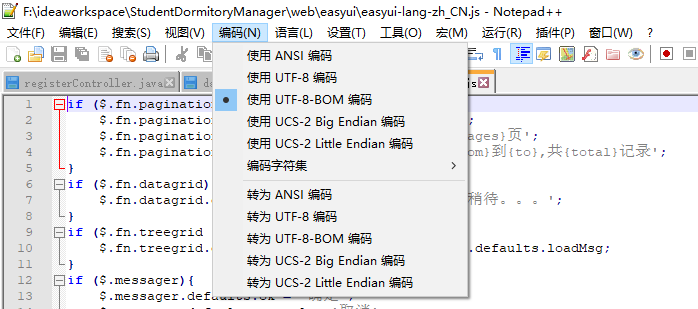 F:\ideaworkspace\StudentDormitoryManager\web\easyui\easyui-lang-zh_CN.js - Notepad++
文件(F) 编辑(E) 搜索(S) 视图(V) 编码(N) 语言(L) 设置(T) 工具(O) 宏(M) 运行(R) 插件(P) 窗口(W) ?
registerController.java
使用 ANSI 编码
使用 UTF-8 编码
使用 UTF-8-BOM 编码
使用 UCS-2 Big Endian 编码
使用 UCS-2 Little Endian 编码
编码字符集
转为 ANSI 编码
转为 UTF-8 编码
转为 UTF-8-BOM 编码
转为 UCS-2 Big Endian 编码
转为 UCS-2 Little Endian 编码
1 if ($.fn.pagination
2 $.fn.pagination ;
3 $.fn.pagination ages}页';
4 $.fn.pagination om}到{to},共{total}记录';
5 }
6 if ($.fn.datagrid)
7 $.fn.datagrid. 稍待。。。';
8 }
9 if ($.fn.treegrid
10 $.fn.treegrid. .defaults.loadMsg;
11 }
12 if ($.messager){
13 $.messager.defaults.ok = '确定';